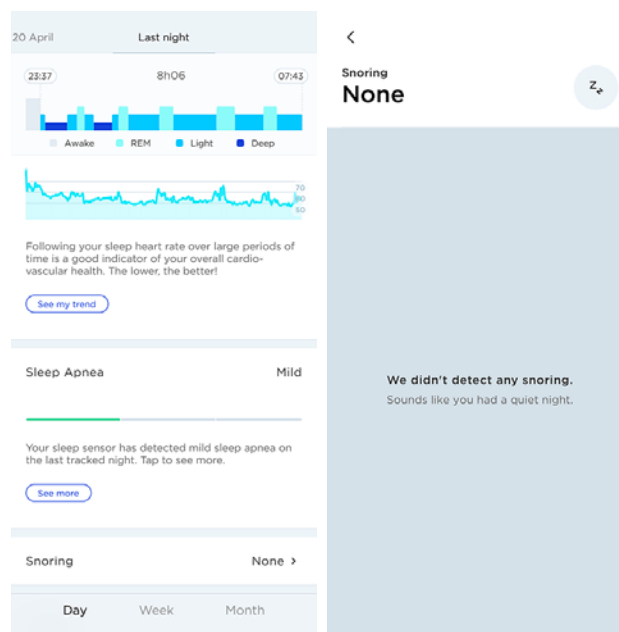 20 April
Last night
23:37
8h06
07:43
Awake
REM
Light
Deep
70
60
50
Following your sleep heart rate over large periods of
time is a good indicator of your overall cardio-
vascular health. The lower, the better!
See my trend
Sleep Apnea
Mild
Your sleep sensor has detected mild sleep apnea on
the last tracked night. Tap to see more.
See more
Snoring
None >
Day
Week
Month
<
Snoring
None
Zz
We didn't detect any snoring.
Sounds like you had a quiet night.